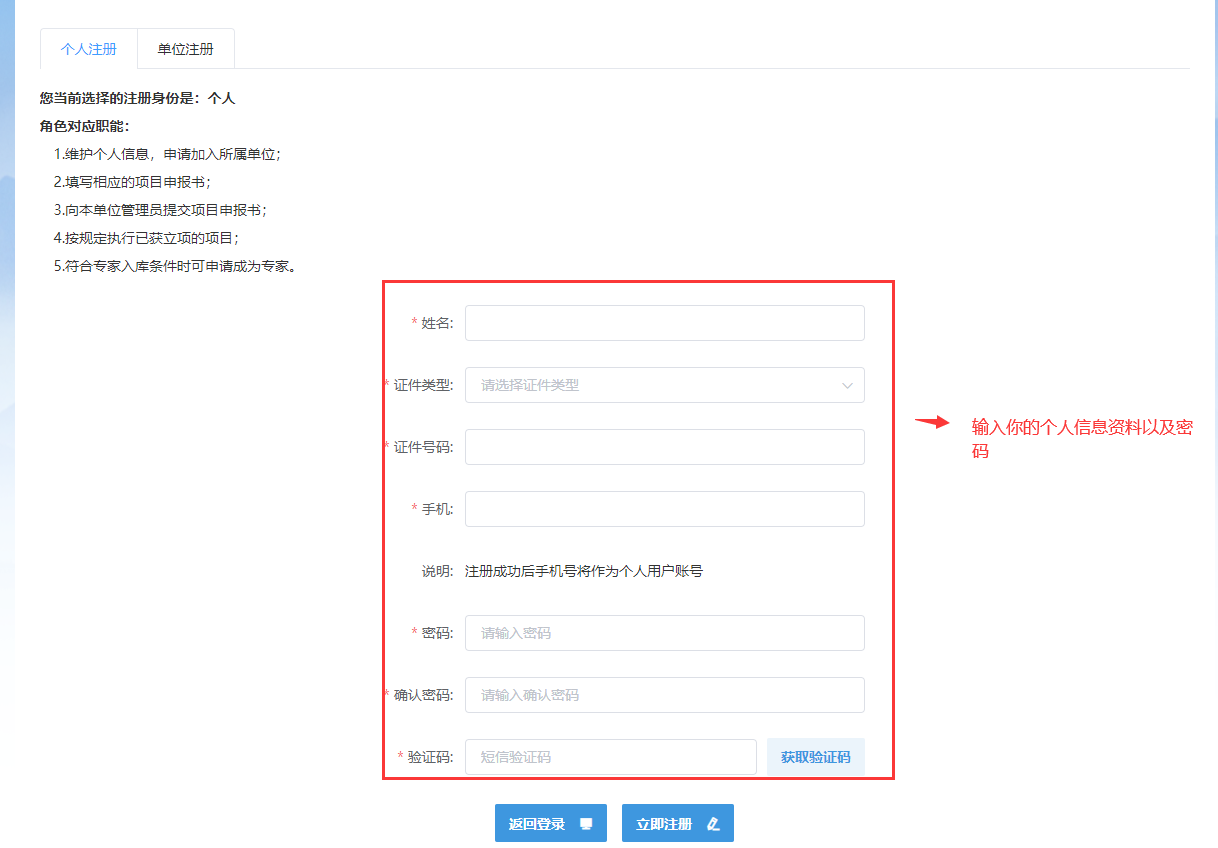 个人注册 单位注册
您当前选择的注册身份是：个人
角色对应职能：
1.维护个人信息，申请加入所属单位；
2.填写相应的项目申报书；
3.向本单位管理员提交项目申报书；
4.按规定执行已获立项的项目；
5.符合专家入库条件时可申请成为专家。
* 姓名:
* 证件类型: 请选择证件类型
* 证件号码:
* 手机:
说明: 注册成功后手机号将作为个人用户账号
* 密码: 请输入密码
* 确认密码: 请输入确认密码
* 验证码: 短信验证码 获取验证码
输入你的个人信息资料以及密
码
返回登录 立即注册